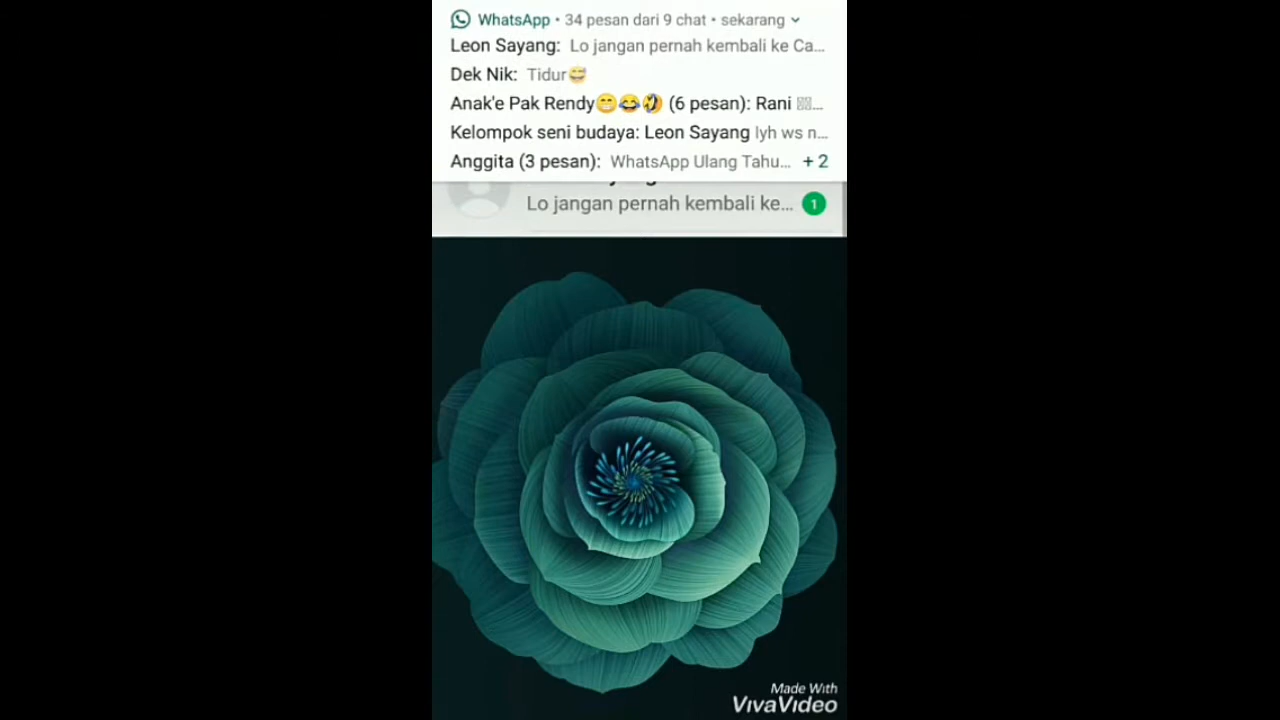 WhatsApp • 34 pesan dari 9 chat • sekarang
Leon Sayang: Lo jangan pernah kembali ke Ca...
Dek Nik: Tidur😅
Anak'e Pak Rendy😁😂🤣 (6 pesan): Rani ...
Kelompok seni budaya: Leon Sayang Iyh ws n...
Anggita (3 pesan): WhatsApp Ulang Tahu... + 2
Lo jangan pernah kembali ke... 1
Made With
VivaVideo